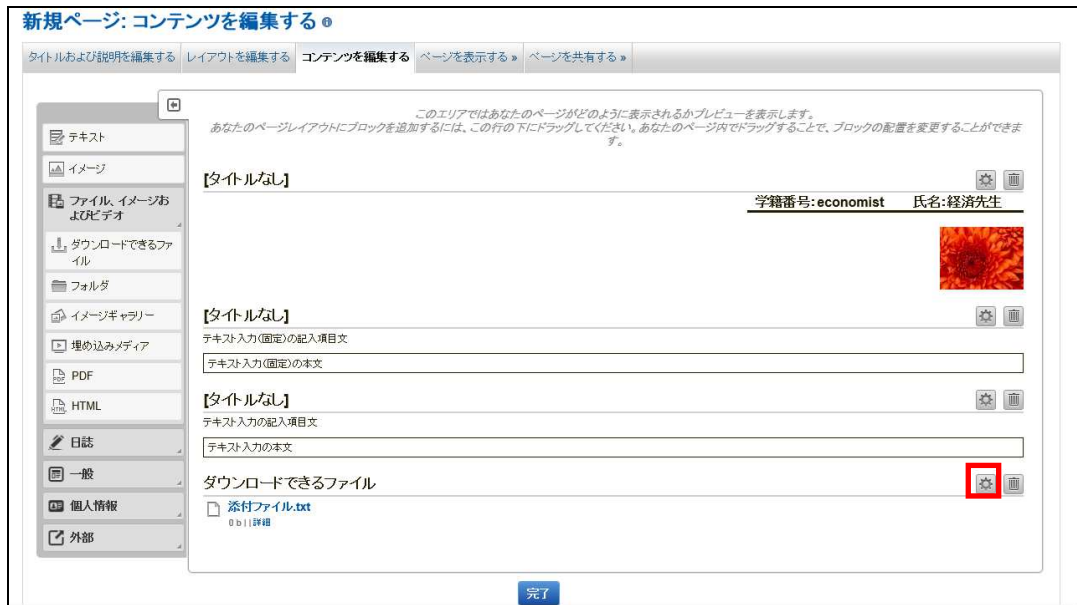 新規ページ: コンテンツを編集する
タイトルおよび説明を編集する レイアウトを編集する コンテンツを編集する ページを表示する » ページを共有する »
このエリアではあなたのページがどのように表示されるかプレビューを表示します。
あなたのページレイアウトにブロックを追加するには、この行の下にドラッグしてください。あなたのページ内でドラッグすることで、ブロックの配置を変更することができま
す。
テキスト
イメージ
ファイル、イメージお
よびビデオ
ダウンロードできるファ
イル
フォルダ
イメージギャラリー
埋め込みメディア
PDF
HTML
日誌
一般
個人情報
外部
[タイトルなし]
学籍番号:economist 氏名:経済先生
[タイトルなし]
テキスト入力(固定)の記入項目文
テキスト入力(固定)の本文
[タイトルなし]
テキスト入力の記入項目文
テキスト入力の本文
ダウンロードできるファイル
添付ファイル.txt
0 b | | 詳細
完了